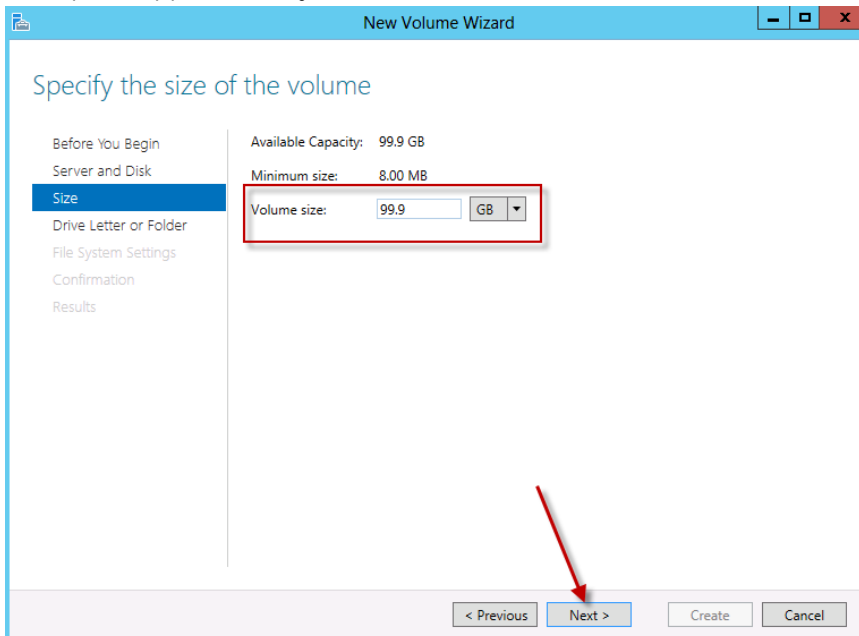 New Volume Wizard
Specify the size of the volume
Before You Begin
Server and Disk
Size
Drive Letter or Folder
File System Settings
Confirmation
Results
Available Capacity: 99.9 GB
Minimum size: 8.00 MB
Volume size: 99.9 GB
< Previous Next > Create Cancel